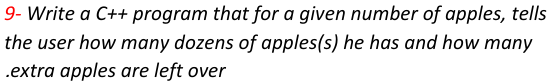 9- Write a C++ program that for a given number of apples, tells
the user how many dozens of apples(s) he has and how many
.extra apples are left over